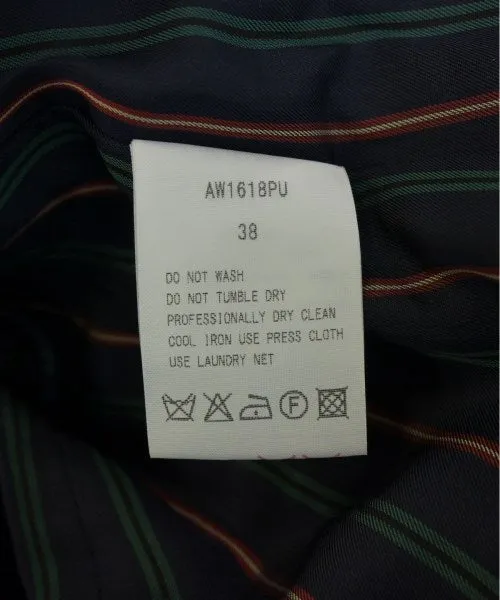 AW1618PU
38
DO NOT WASH
DO NOT TUMBLE DRY
PROFESSIONALLY DRY CLEAN
COOL IRON USE PRESS CLOTH
USE LAUNDRY NET
F